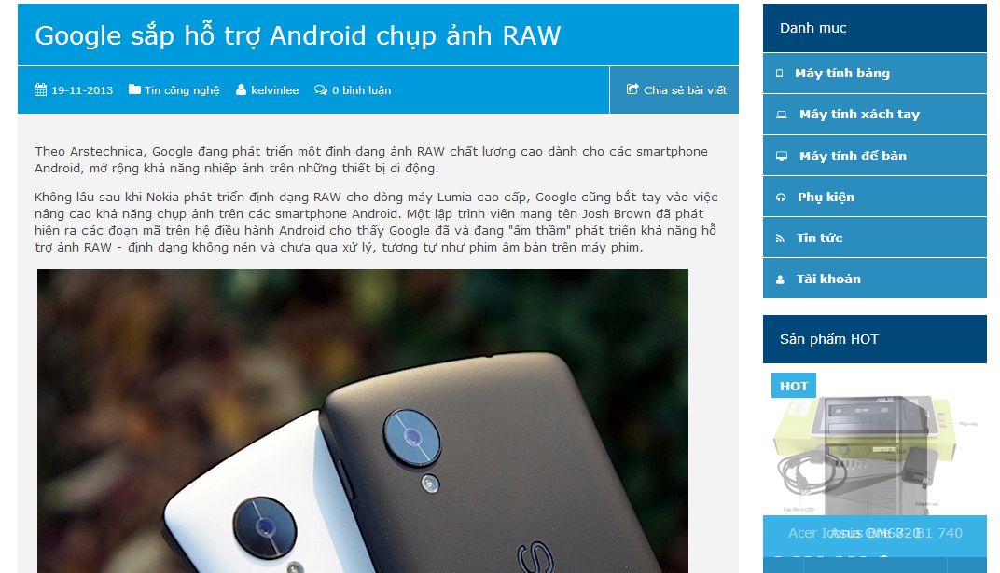 Google sắp hỗ trợ Android chụp ảnh RAW
19-11-2013 Tin công nghệ kelvinlee 0 bình luận
Chia sẻ bài viết
Theo Arstechnica, Google đang phát triển một định dạng ảnh RAW chất lượng cao dành cho các smartphone
Android, mở rộng khả năng nhiếp ảnh trên những thiết bị di động.
Không lâu sau khi Nokia phát triển định dạng RAW cho dòng máy Lumia cao cấp, Google cũng bắt tay vào việc
nâng cao khả năng chụp ảnh trên các smartphone Android. Một lập trình viên mang tên Josh Brown đã phát
hiện ra các đoạn mã trên hệ điều hành Android cho thấy Google đã và đang "âm thầm" phát triển khả năng hỗ
trợ ảnh RAW - định dạng không nén và chưa qua xử lý, tương tự như phim âm bản trên máy phim.
Danh mục
Máy tính bảng
Máy tính xách tay
Máy tính để bàn
Phụ kiện
Tin tức
Tài khoản
Sản phẩm HOT
HOT
ASUS
Hộp máy
Cáp Micro USB
Adapter sạc